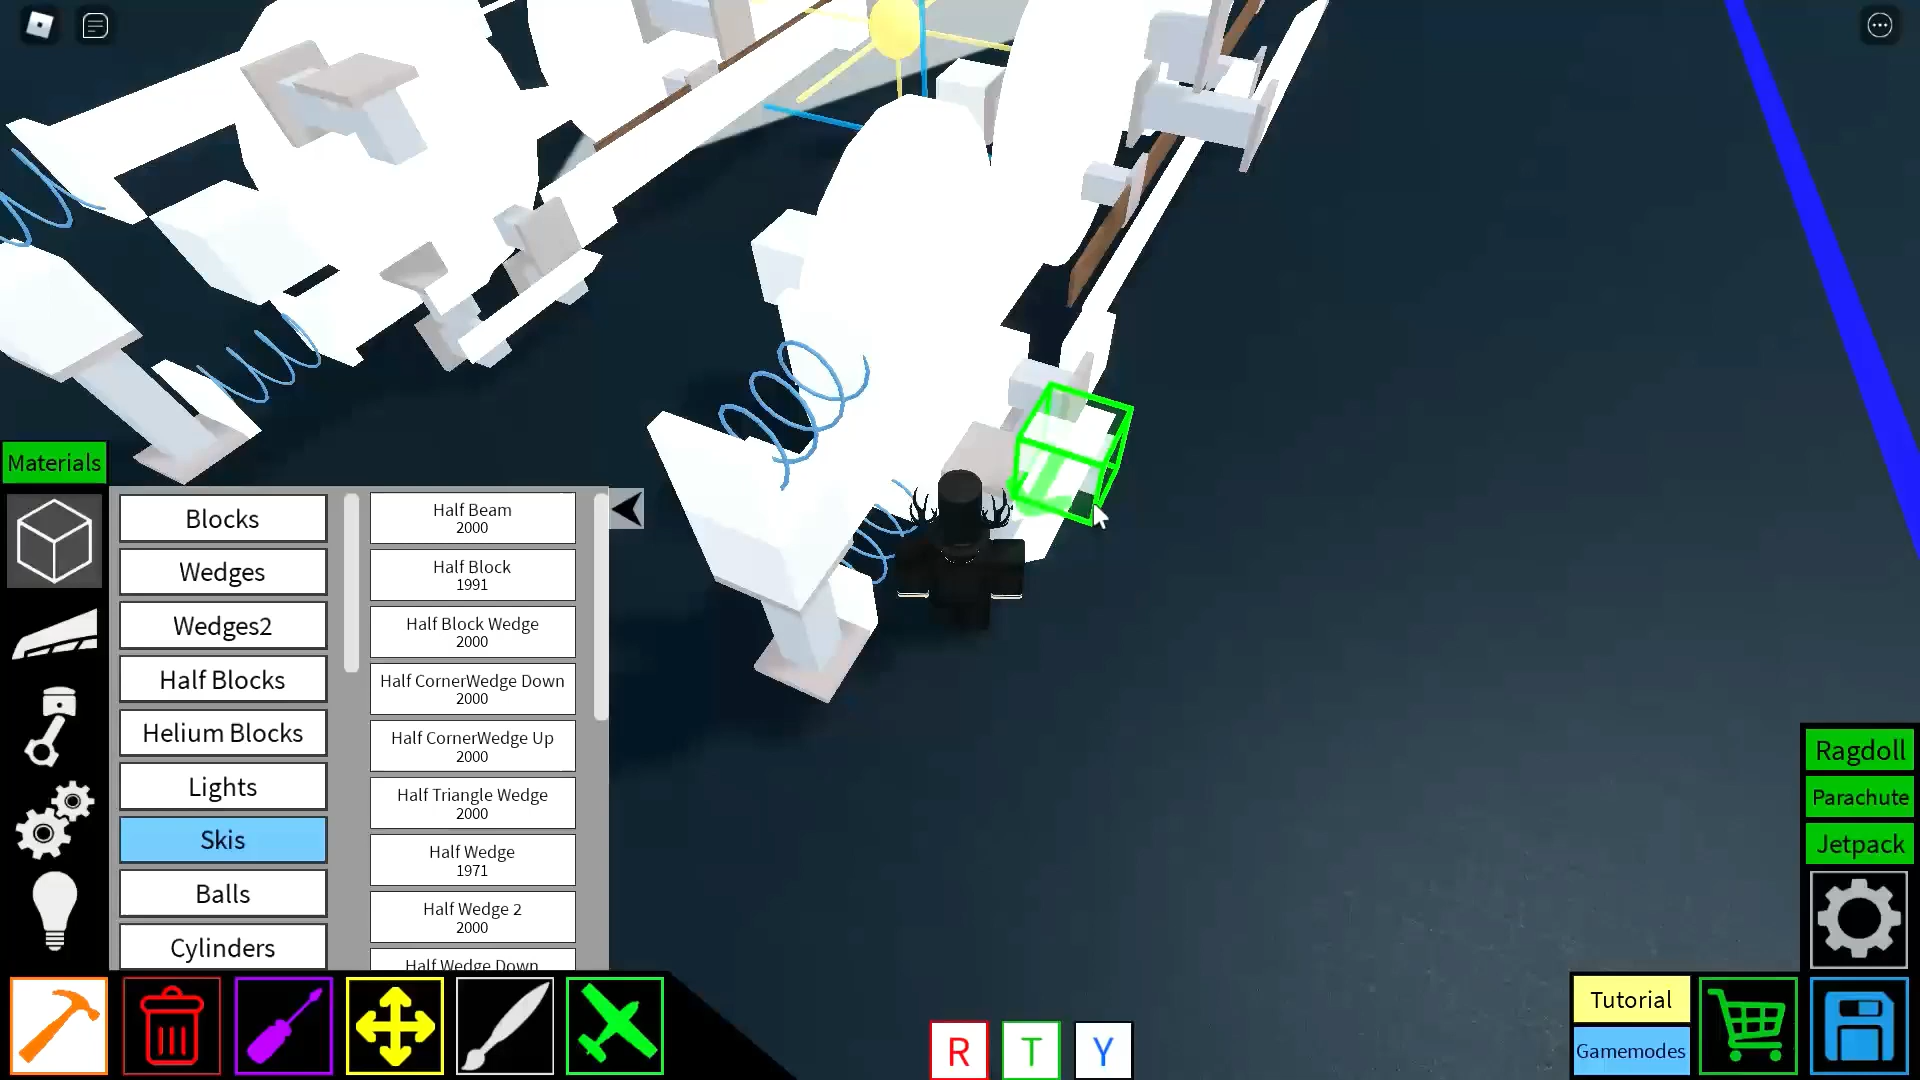 Materials
Blocks
Wedges
Wedges2
Half Blocks
Helium Blocks
Lights
Skis
Balls
Cylinders
Half Beam
2000
Half Block
1991
Half Block Wedge
2000
Half CornerWedge Down
2000
Half CornerWedge Up
2000
Half Triangle Wedge
2000
Half Wedge
1971
Half Wedge 2
2000
Half Wedge Down
Ragdoll
Parachute
Jetpack
R
T
Y
Tutorial
Gamemodes